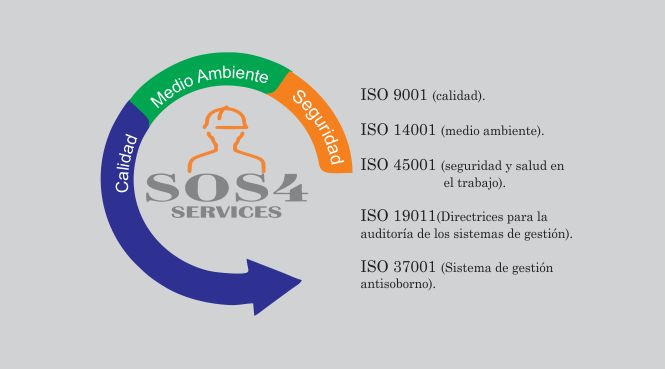 Medio Ambiente
Seguridad
Calidad
SOS4
SERVICES
ISO 9001 (calidad).
ISO 14001 (medio ambiente).
ISO 45001 (seguridad y salud en
el trabajo).
ISO 19011(Directrices para la
auditoría de los sistemas de gestión).
ISO 37001 (Sistema de gestión
antisoborno).